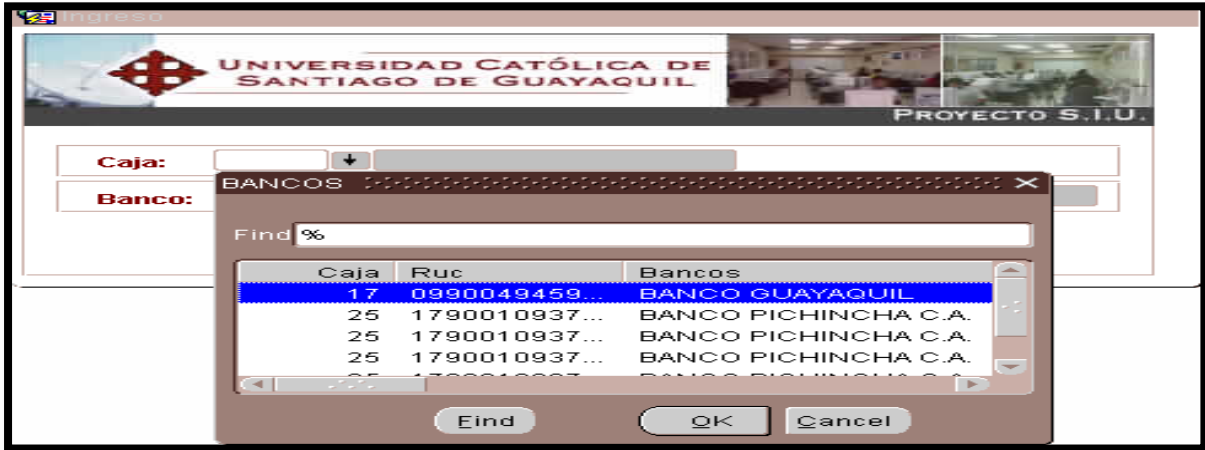 Ingreso
UNIVERSIDAD CATÓLICA DE
SANTIAGO DE GUAYAQUIL
PROYECTO S.I.U.
Caja:
BANCOS
Banco:
Find %
Caja Ruc Bancos
17 0990049459... BANCO GUAYAQUIL
25 1790010937... BANCO PICHINCHA C.A.
25 1790010937... BANCO PICHINCHA C.A.
25 1790010937... BANCO PICHINCHA C.A.
Find OK Cancel